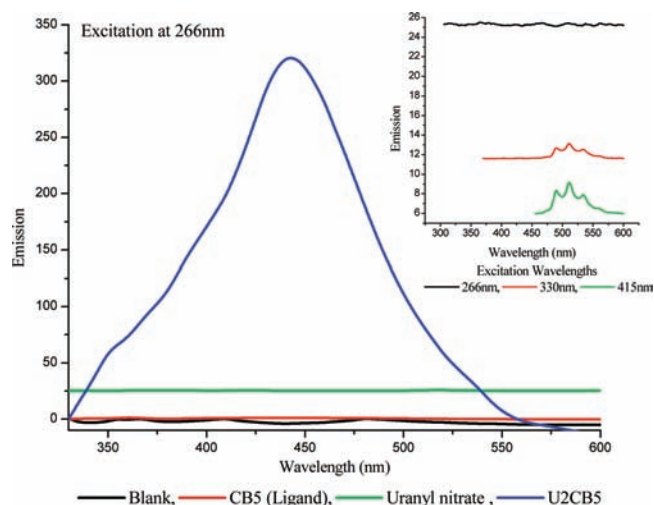 Excitation at 266nm
350
300
250
200
150
100
50
0
Emission
350
400
450
500
550
600
Wavelength (nm)
26
24
22
20
18
16
14
12
10
8
6
Emission
300 350 400 450 500 550 600
Wavelength (nm)
Excitation Wavelengths
266nm, 330nm, 415nm
Blank, CB5 (Ligand), Uranyl nitrate , U2CB5